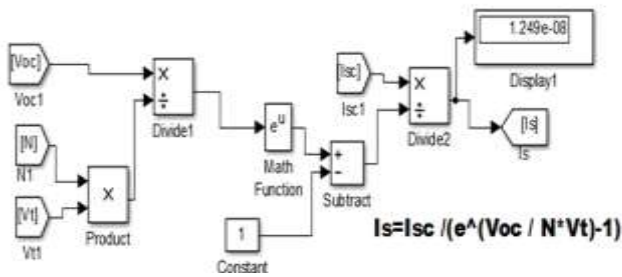 [Voc]
Voc1
[N]
N1
[Vt]
Vt1
×
Product
×
÷
Divide1
e^u
Math
Function
1
Constant
+
−
Subtract
[Isc]
Isc1
×
÷
Divide2
1.249e-08
Display1
[Is]
Is
Is=Isc /(e^(Voc / N*Vt)-1)